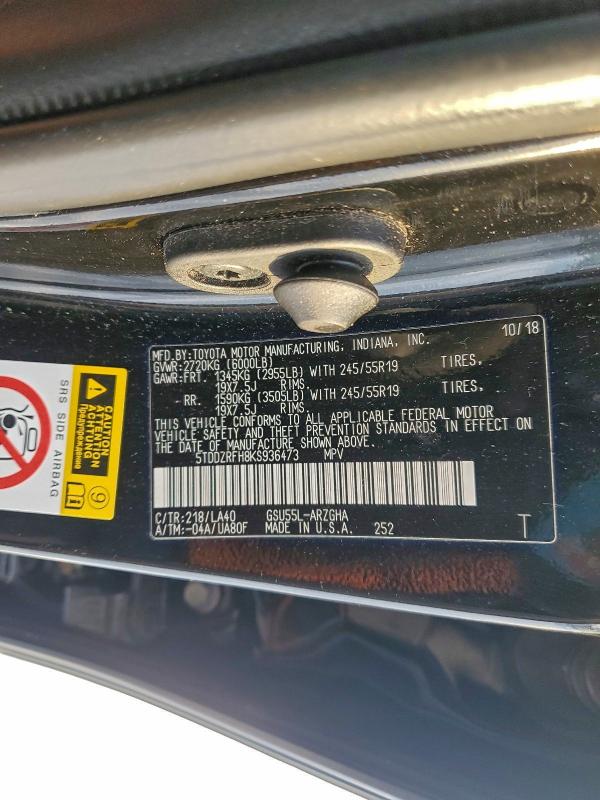 MFD.BY:TOYOTA MOTOR MANUFACTURING, INDIANA, INC. 10/18
GVWR:2720KG (6000LB)
GAWR:FRT. 1345KG (2955LB) WITH 245/55R19 TIRES,
19X7.5J RIMS.
RR 1590KG (3505LB) WITH 245/55R19 TIRES,
19X7.5J RIMS.
THIS VEHICLE CONFORMS TO ALL APPLICABLE FEDERAL MOTOR
VEHICLE SAFETY AND THEFT PREVENTION STANDARDS IN EFFECT ON
THE DATE OF MANUFACTURE SHOWN ABOVE.
5TDDZRFH8KS936473 MPV
C/TR:218/LA40 GSU55L-ARZGHA
A/TM:-04A/UA80F MADE IN U.S.A. 252 T
SRS SIDE AIRBAG
CAUTION
ATTENTION
ACHTUNG
предупреждение
9